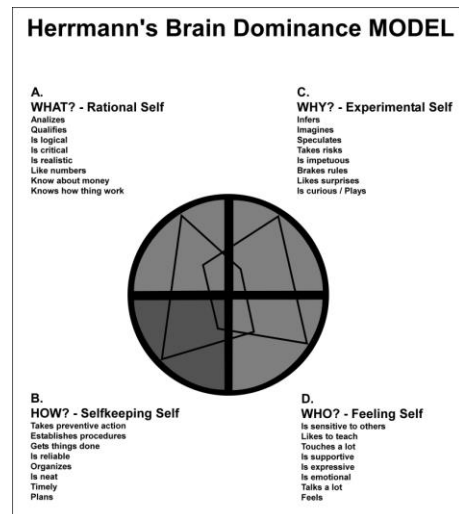 Herrmann's Brain Dominance MODEL
A.
WHAT? - Rational Self
Analizes
Qualifies
Is logical
Is critical
Is realistic
Like numbers
Know about money
Knows how thing work
C.
WHY? - Experimental Self
Infers
Imagines
Speculates
Takes risks
Is impetuous
Brakes rules
Likes surprises
Is curious / Plays
B.
HOW? - Selfkeeping Self
Takes preventive action
Establishes procedures
Gets things done
Is reliable
Organizes
Is neat
Timely
Plans
D.
WHO? - Feeling Self
Is sensitive to others
Likes to teach
Touches a lot
Is supportive
Is expressive
Is emotional
Talks a lot
Feels